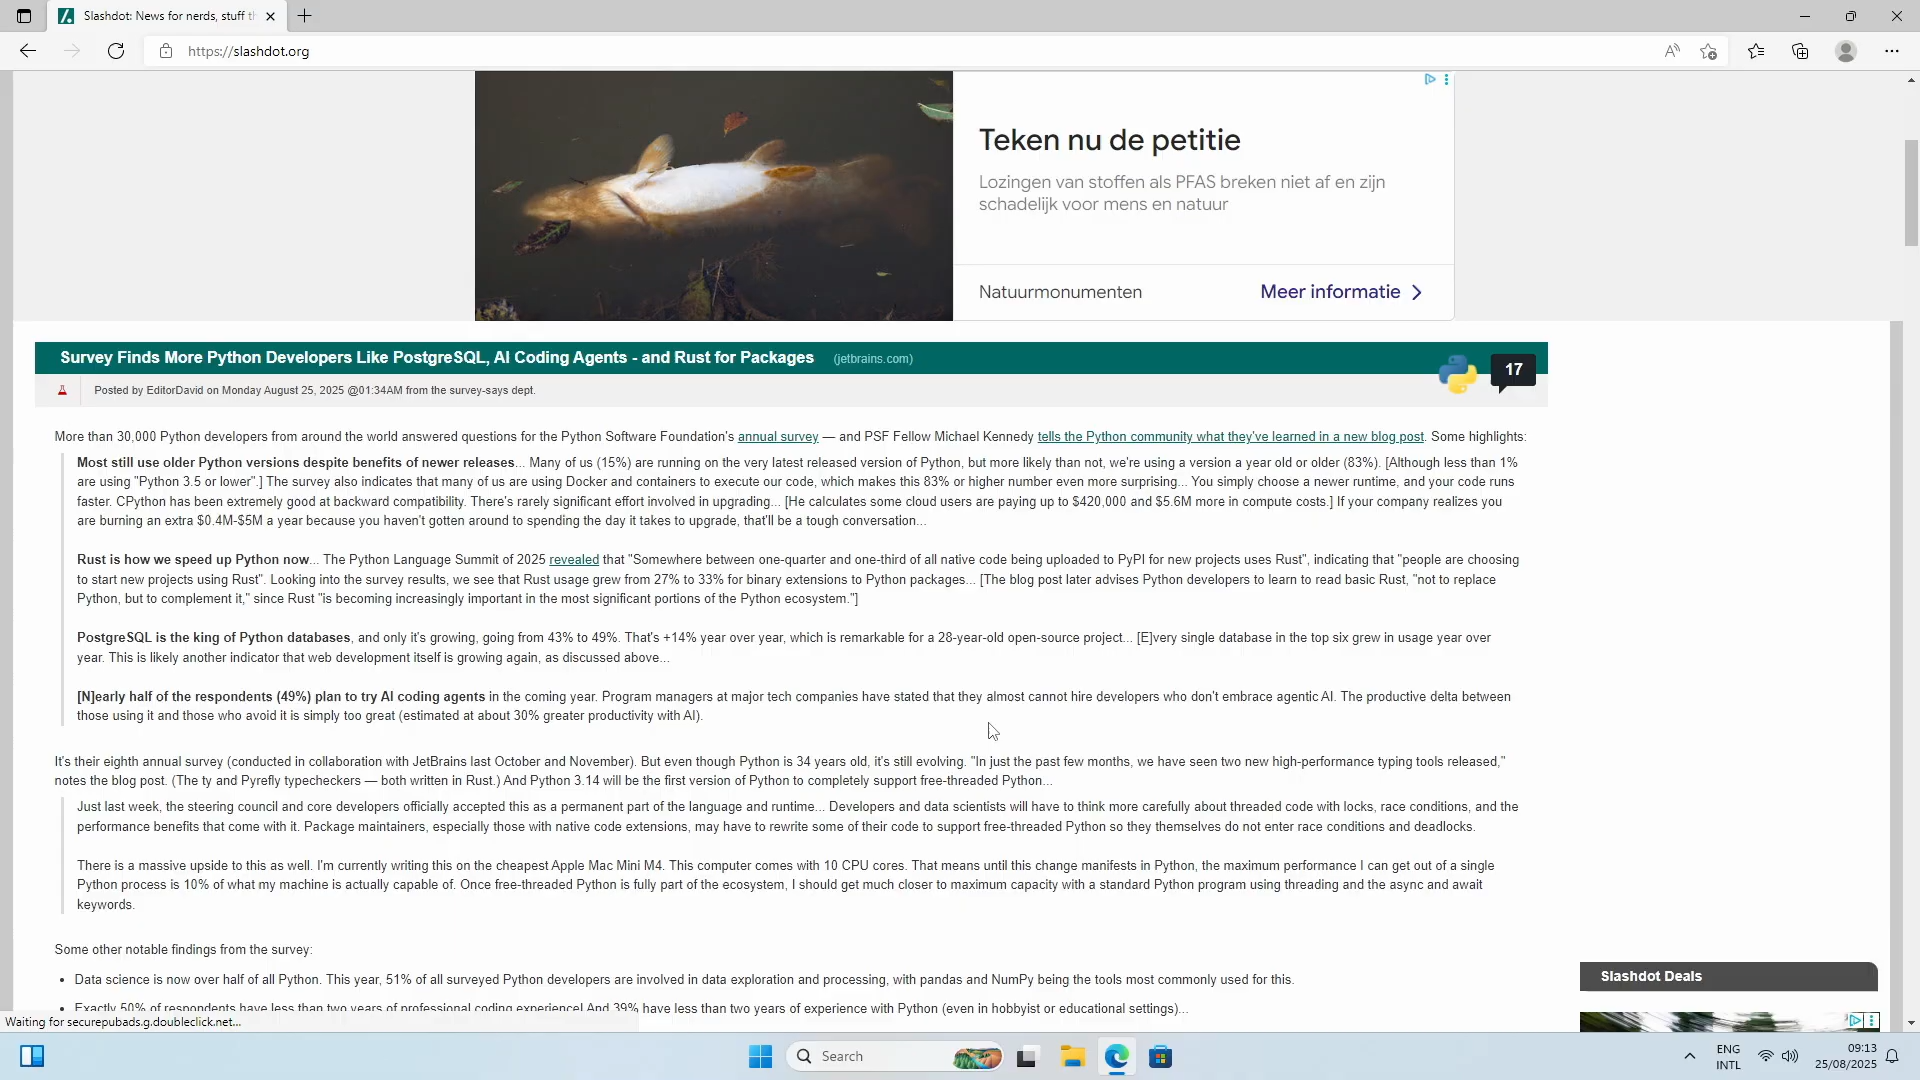 Slashdot: News for nerds, stuff th
https://slashdot.org
Teken nu de petitie
Lozingen van stoffen als PFAS breken niet af en zijn
schadelijk voor mens en natuur
Natuurmonumenten
Meer informatie
Survey Finds More Python Developers Like PostgreSQL, AI Coding Agents - and Rust for Packages (jetbrains.com)
17
Posted by EditorDavid on Monday August 25, 2025 @01:34AM from the survey-says dept.
More than 30,000 Python developers from around the world answered questions for the Python Software Foundation's annual survey — and PSF Fellow Michael Kennedy tells the Python community what they've learned in a new blog post. Some highlights:
Most still use older Python versions despite benefits of newer releases... Many of us (15%) are running on the very latest released version of Python, but more likely than not, we're using a version a year old or older (83%). [Although less than 1%
are using "Python 3.5 or lower".] The survey also indicates that many of us are using Docker and containers to execute our code, which makes this 83% or higher number even more surprising... You simply choose a newer runtime, and your code runs
faster. CPython has been extremely good at backward compatibility. There's rarely significant effort involved in upgrading... [He calculates some cloud users are paying up to $420,000 and $5.6M more in compute costs.] If your company realizes you
are burning an extra $0.4M-$5M a year because you haven't gotten around to spending the day it takes to upgrade, that'll be a tough conversation...
Rust is how we speed up Python now... The Python Language Summit of 2025 revealed that "Somewhere between one-quarter and one-third of all native code being uploaded to PyPI for new projects uses Rust", indicating that "people are choosing
to start new projects using Rust". Looking into the survey results, we see that Rust usage grew from 27% to 33% for binary extensions to Python packages... [The blog post later advises Python developers to learn to read basic Rust, "not to replace
Python, but to complement it," since Rust "is becoming increasingly important in the most significant portions of the Python ecosystem."]
PostgreSQL is the king of Python databases, and only it's growing, going from 43% to 49%. That's +14% year over year, which is remarkable for a 28-year-old open-source project... [E]very single database in the top six grew in usage year over
year. This is likely another indicator that web development itself is growing again, as discussed above...
[N]early half of the respondents (49%) plan to try AI coding agents in the coming year. Program managers at major tech companies have stated that they almost cannot hire developers who don't embrace agentic AI. The productive delta between
those using it and those who avoid it is simply too great (estimated at about 30% greater productivity with AI).
It's their eighth annual survey (conducted in collaboration with JetBrains last October and November). But even though Python is 34 years old, it's still evolving. "In just the past few months, we have seen two new high-performance typing tools released,"
notes the blog post. (The ty and Pyrefly typecheckers — both written in Rust.) And Python 3.14 will be the first version of Python to completely support free-threaded Python...
Just last week, the steering council and core developers officially accepted this as a permanent part of the language and runtime... Developers and data scientists will have to think more carefully about threaded code with locks, race conditions, and the
performance benefits that come with it. Package maintainers, especially those with native code extensions, may have to rewrite some of their code to support free-threaded Python so they themselves do not enter race conditions and deadlocks.
There is a massive upside to this as well. I'm currently writing this on the cheapest Apple Mac Mini M4. This computer comes with 10 CPU cores. That means until this change manifests in Python, the maximum performance I can get out of a single
Python process is 10% of what my machine is actually capable of. Once free-threaded Python is fully part of the ecosystem, I should get much closer to maximum capacity with a standard Python program using threading and the async and await
keywords.
Some other notable findings from the survey:
• Data science is now over half of all Python. This year, 51% of all surveyed Python developers are involved in data exploration and processing, with pandas and NumPy being the tools most commonly used for this.
• Exactly 50% of respondents have less than two years of professional coding experience! And 39% have less than two years of experience with Python (even in hobbyist or educational settings)...
Slashdot Deals
Waiting for securepubads.g.doubleclick.net...
Search
ENG
INTL
09:13
25/08/2025